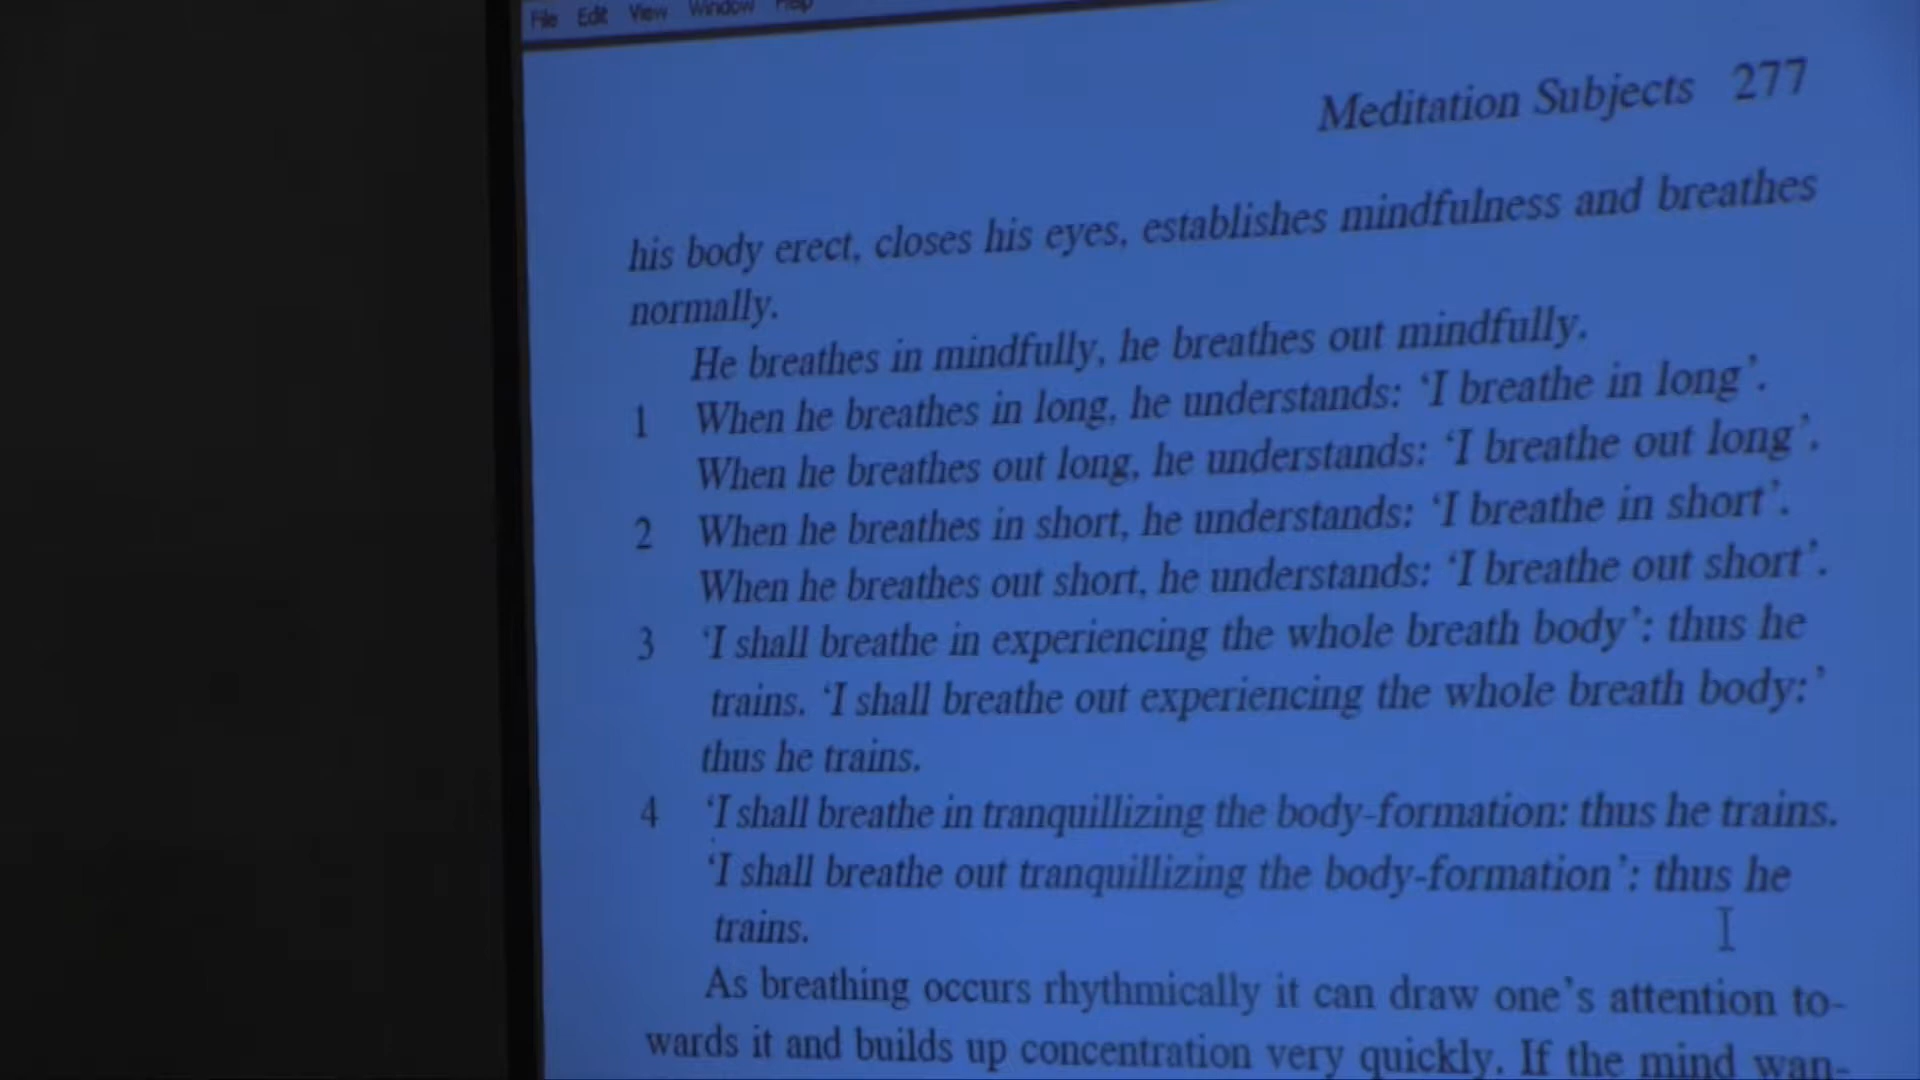 File Edit View Window Help
Meditation Subjects 277
his body erect, closes his eyes, establishes mindfulness and breathes
normally.
He breathes in mindfully, he breathes out mindfully.
1 When he breathes in long, he understands: ‘I breathe in long’.
When he breathes out long, he understands: ‘I breathe out long’.
2 When he breathes in short, he understands: ‘I breathe in short’.
When he breathes out short, he understands: ‘I breathe out short’.
3 ‘I shall breathe in experiencing the whole breath body’: thus he
trains. ‘I shall breathe out experiencing the whole breath body:’
thus he trains.
4 ‘I shall breathe in tranquillizing the body-formation: thus he trains.
‘I shall breathe out tranquillizing the body-formation’: thus he
trains.
As breathing occurs rhythmically it can draw one’s attention to-
wards it and builds up concentration very quickly. If the mind wan-